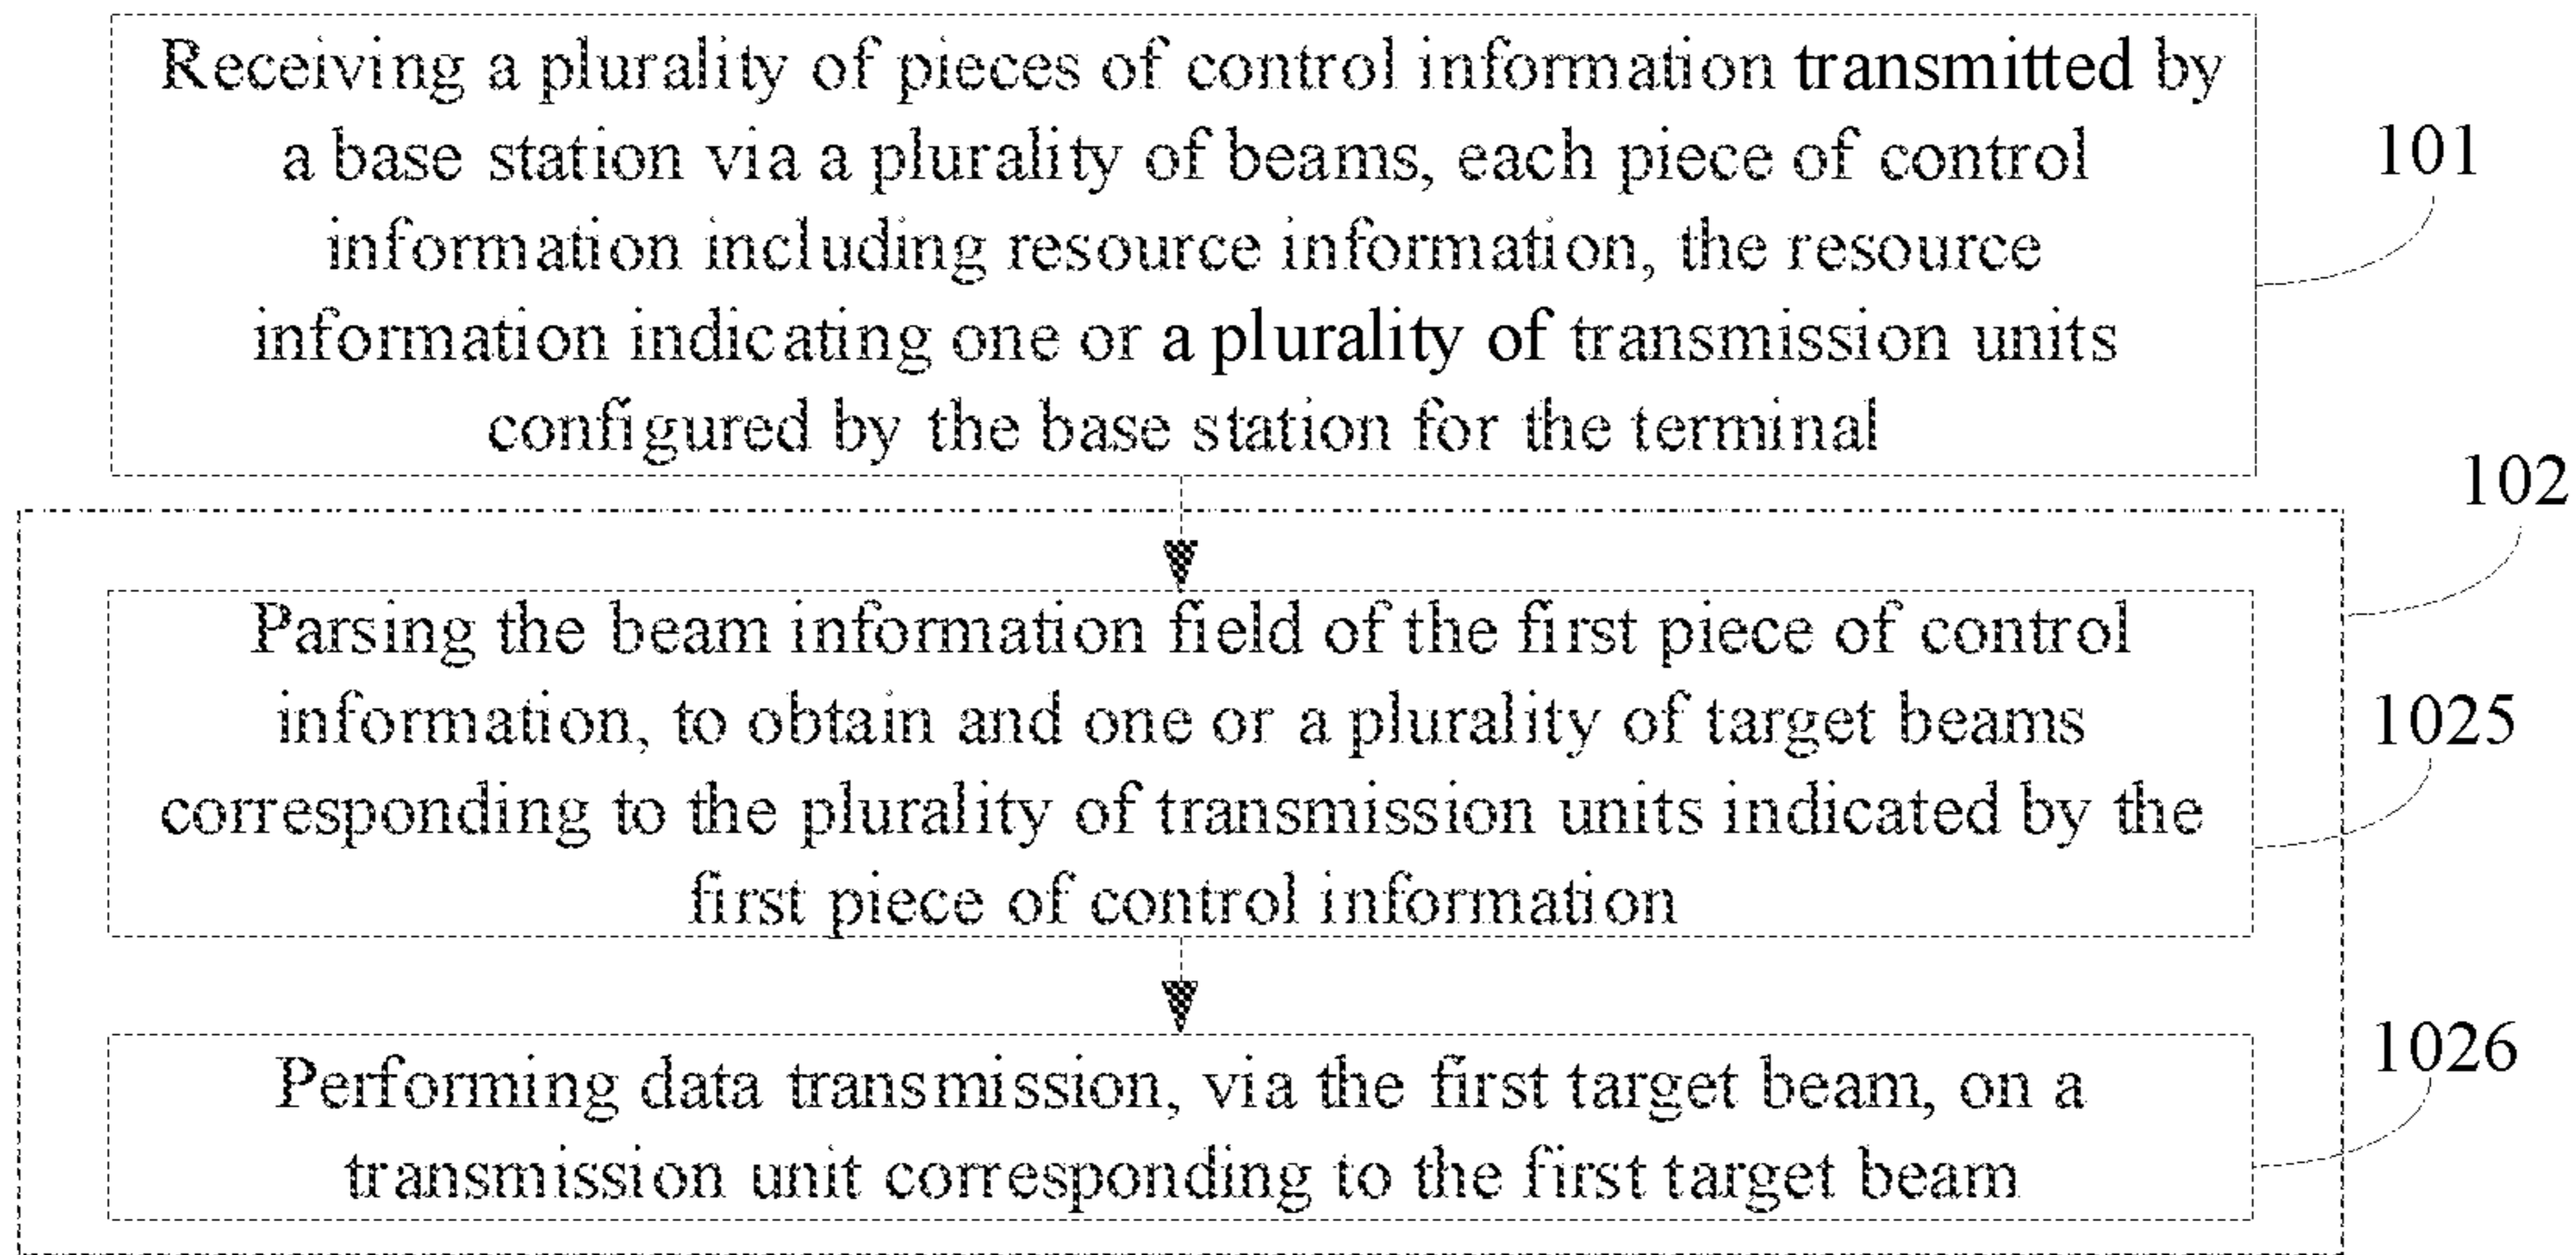 Receiving a plurality of pieces of control information transmitted by
a base station via a plurality of beams, each piece of control
information including resource information, the resource
information indicating one or a plurality of transmission units
configured by the base station for the terminal
101
102
Parsing the beam information field of the first piece of control
information, to obtain and one or a plurality of target beams
corresponding to the plurality of transmission units indicated by the
first piece of control information
1025
Performing data transmission, via the first target beam, on a
transmission unit corresponding to the first target beam
1026